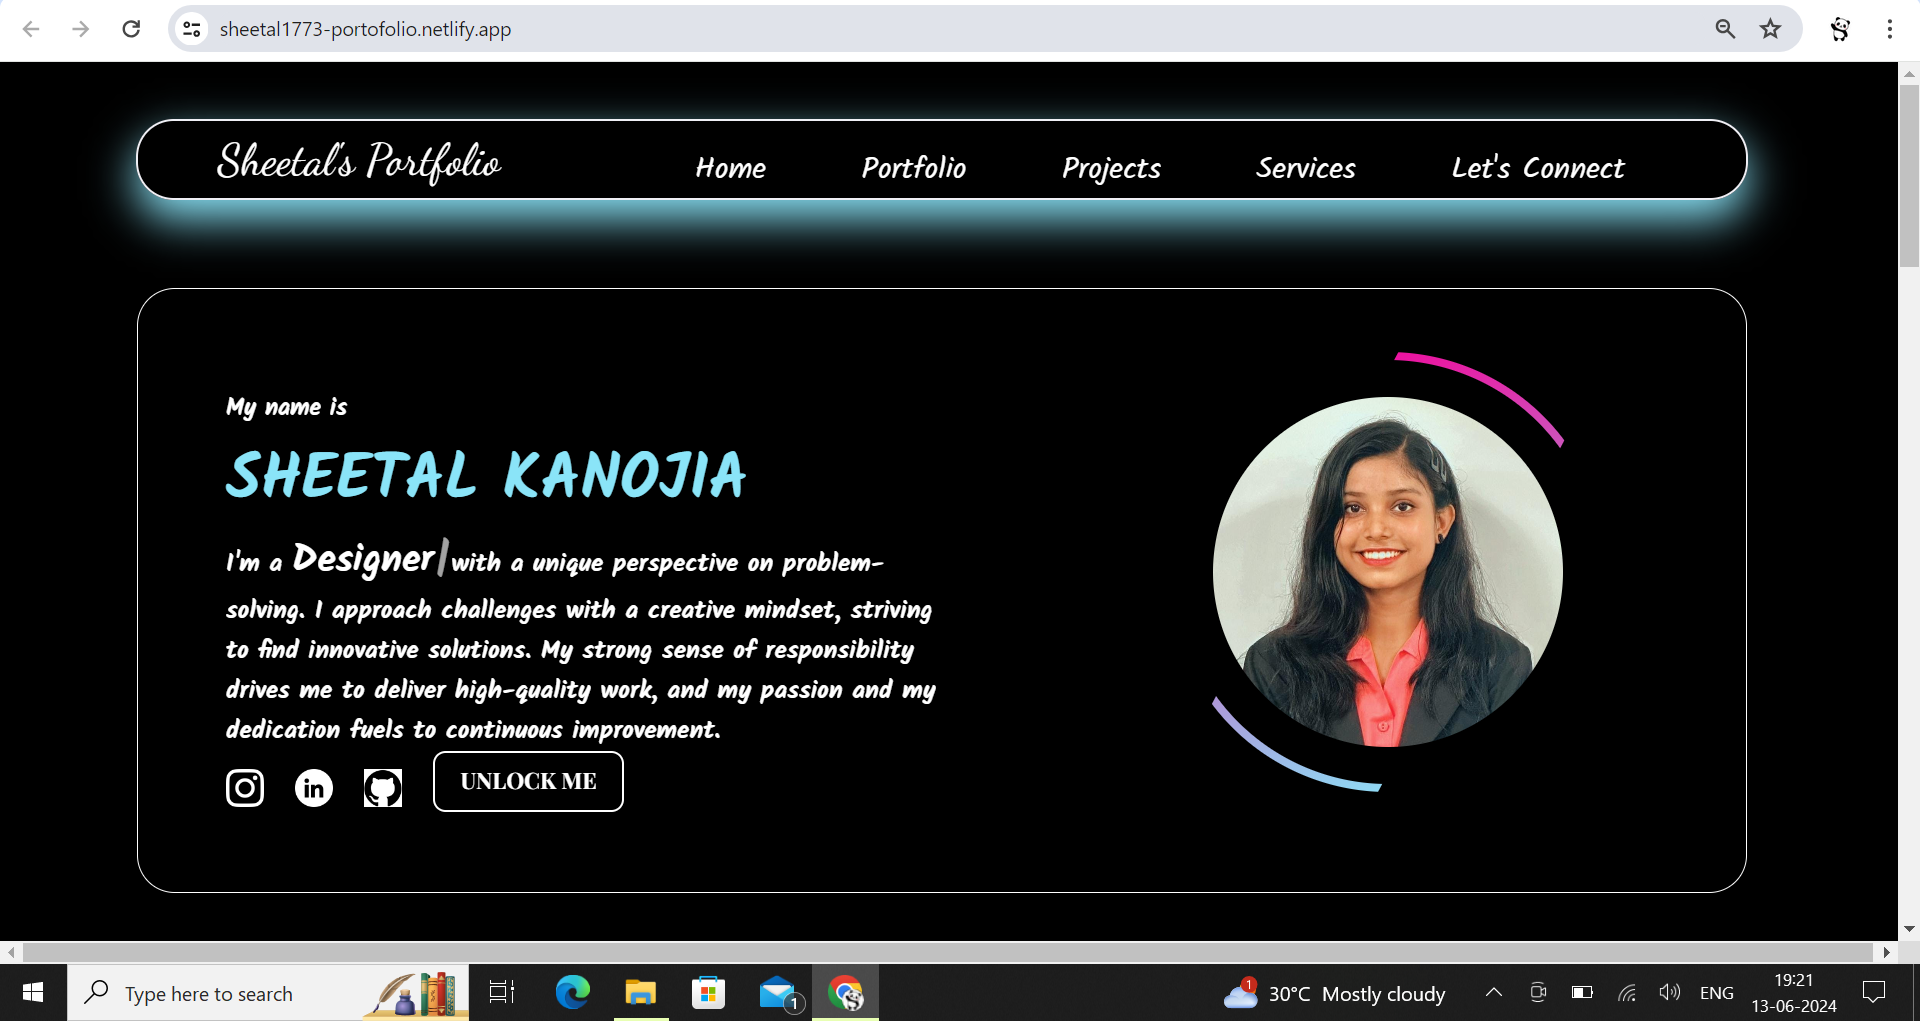 sheetal1773-portofolio.netlify.app
Sheetal's Portfolio
Home Portfolio Projects Services Let's Connect
My name is
SHEETAL KANOJIA
I'm a Designer|with a unique perspective on problem-
solving. I approach challenges with a creative mindset, striving
to find innovative solutions. My strong sense of responsibility
drives me to deliver high-quality work, and my passion and my
dedication fuels to continuous improvement.
in
UNLOCK ME
Type here to search
1
1
30°C Mostly cloudy
ENG
19:21
13-06-2024